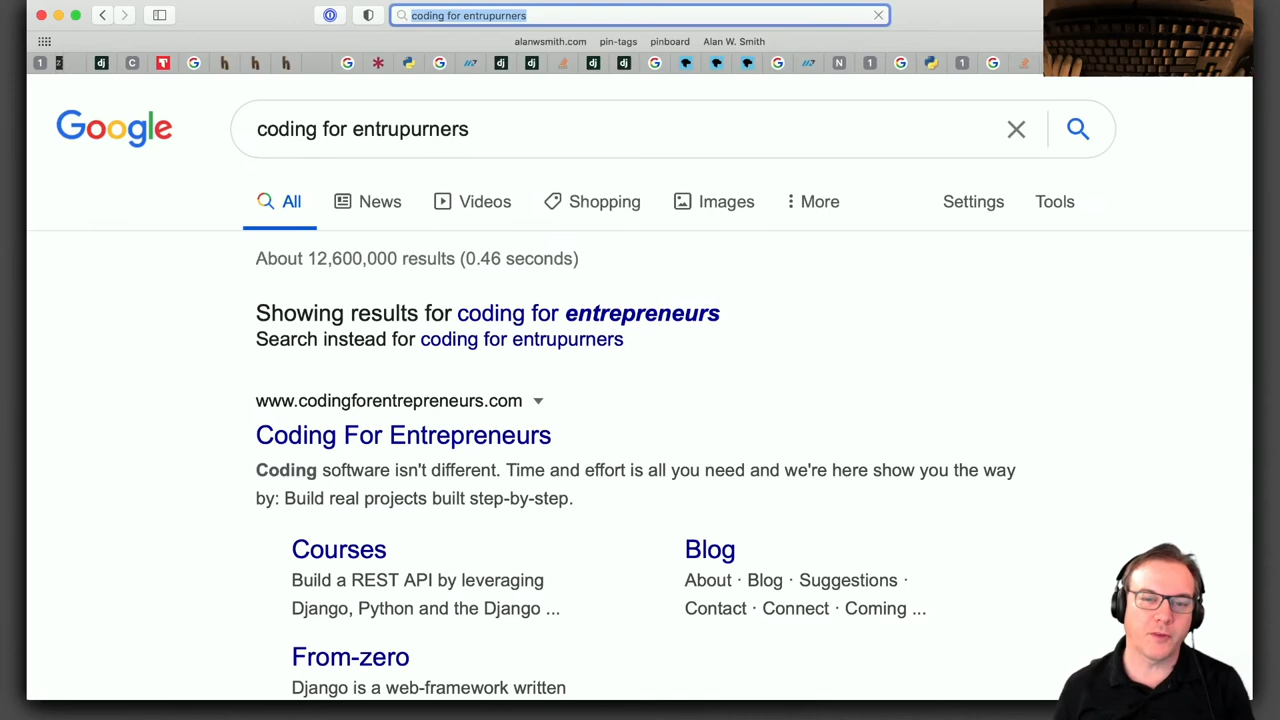 coding for entrupurners
alanwsmith.com pin-tags pinboard Alan W. Smith
Google
coding for entrupurners
All News Videos Shopping Images More Settings Tools
About 12,600,000 results (0.46 seconds)
Showing results for coding for entrepreneurs
Search instead for coding for entrupurners
www.codingforentrepreneurs.com
Coding For Entrepreneurs
Coding software isn't different. Time and effort is all you need and we're here show you the way
by: Build real projects built step-by-step.
Courses
Build a REST API by leveraging
Django, Python and the Django ...
Blog
About · Blog · Suggestions ·
Contact · Connect · Coming ...
From-zero
Django is a web-framework written